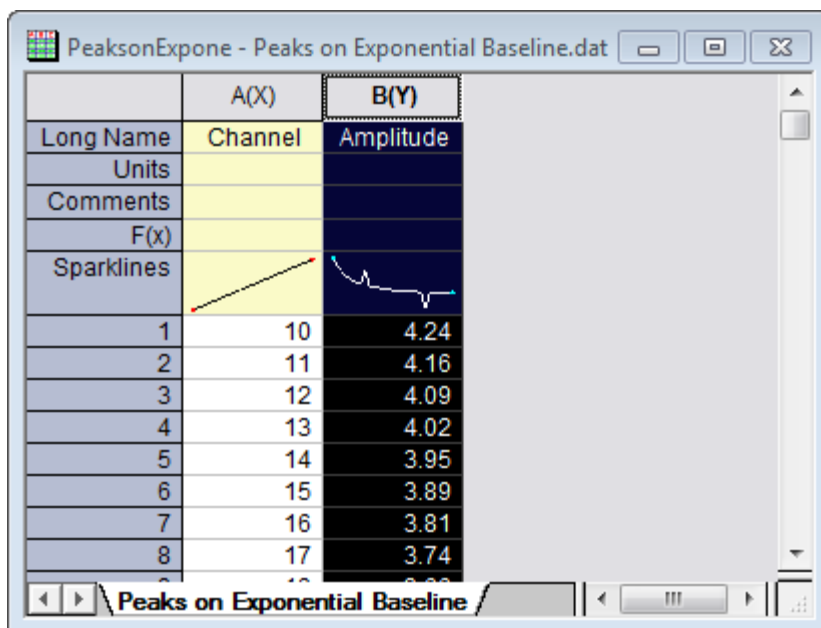 PeaksonExpone - Peaks on Exponential Baseline.dat
A(X) B(Y)
Long Name Channel Amplitude
Units
Comments
F(x)
Sparklines
1 10 4.24
2 11 4.16
3 12 4.09
4 13 4.02
5 14 3.95
6 15 3.89
7 16 3.81
8 17 3.74
Peaks on Exponential Baseline